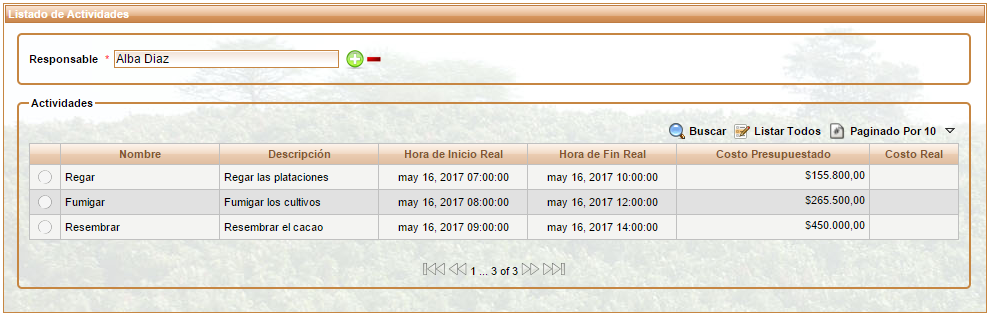 Listado de Actividades
Responsable * Alba Diaz
Actividades
Buscar Listar Todos Paginado Por 10
Nombre Descripción Hora de Inicio Real Hora de Fin Real Costo Presupuestado Costo Real
Regar Regar las plataciones may 16, 2017 07:00:00 may 16, 2017 10:00:00 $155.800,00
Fumigar Fumigar los cultivos may 16, 2017 08:00:00 may 16, 2017 12:00:00 $265.500,00
Resembrar Resembrar el cacao may 16, 2017 09:00:00 may 16, 2017 14:00:00 $450.000,00
1 ... 3 of 3